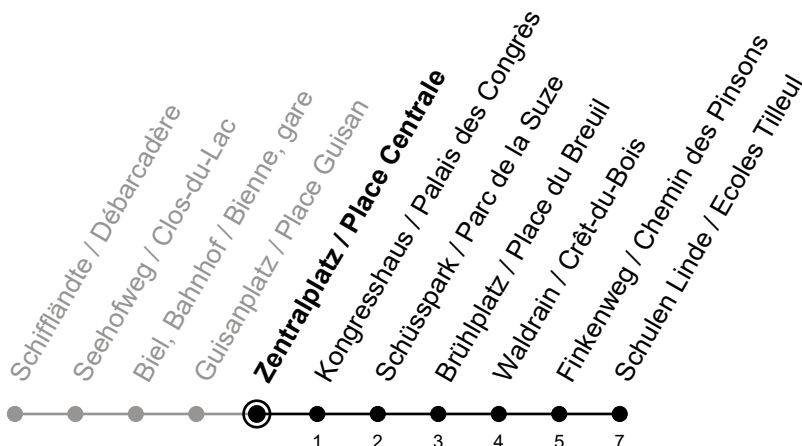 Schiffländte / Débarcadère
Seehofweg / Clos-du-Lac
Biel, Bahnhof / Bienne, gare
Guisanplatz / Place Guisan
Zentralplatz / Place Centrale
Kongresshaus / Palais des Congrès
Schüsspark / Parc de la Suze
Brühlplatz / Place du Breuil
Waldrain / Crêt-du-Bois
Finkenweg / Chemin des Pinsons
Schulen Linde / Ecoles Tilleul
1 2 3 4 5 7